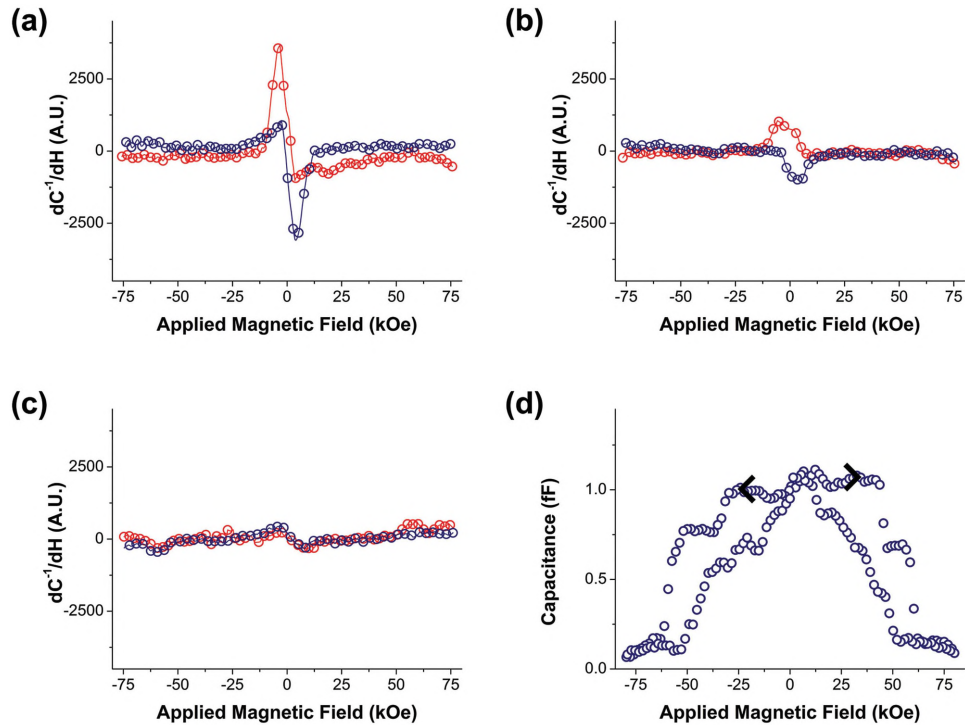 (a)
2500
0
-2500
dC⁻¹/dH (A.U.)
-75 -50 -25 0 25 50 75
Applied Magnetic Field (kOe)
(b)
2500
0
-2500
dC⁻¹/dH (A.U.)
-75 -50 -25 0 25 50 75
Applied Magnetic Field (kOe)
(c)
2500
0
2500
dC⁻¹/dH (A.U.)
-75 -50 -25 0 25 50 75
Applied Magnetic Field (kOe)
(d)
1.0
0.5
0.0
Capacitance (fF)
-75 -50 -25 0 25 50 75
Applied Magnetic Field (kOe)